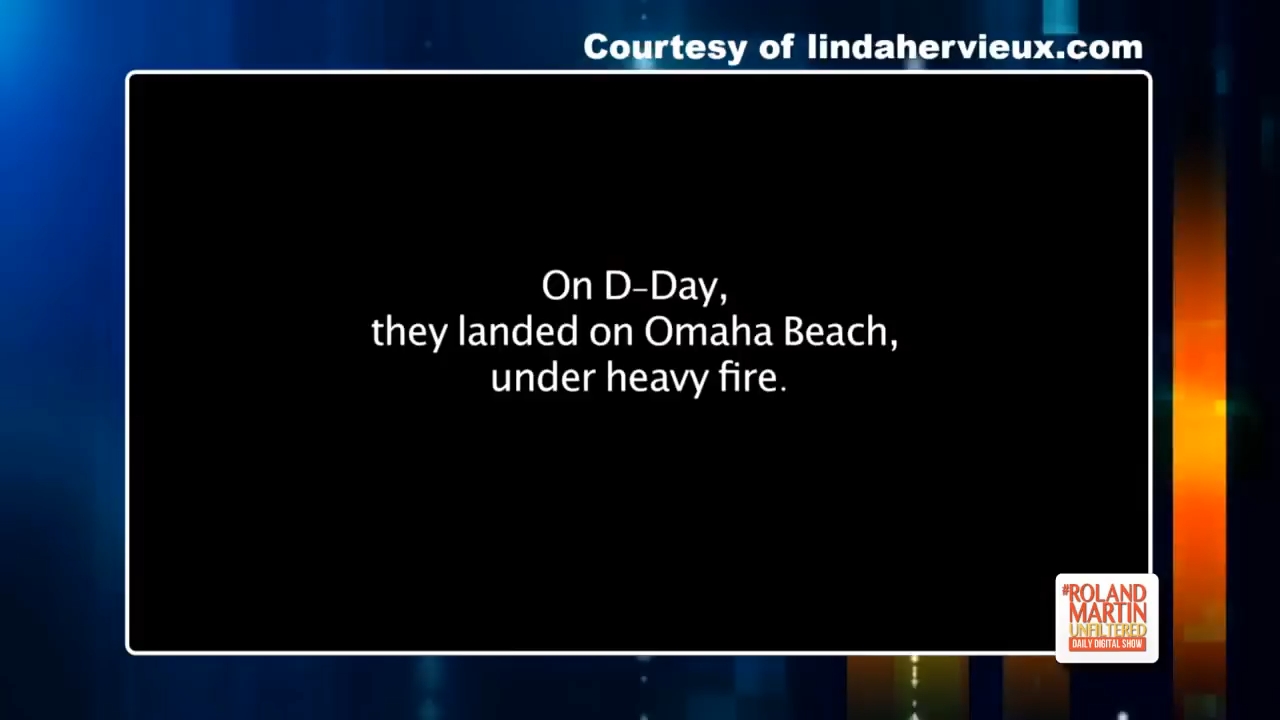 Courtesy of lindahervieux.com
On D-Day,
they landed on Omaha Beach,
under heavy fire.
#ROLAND
MARTIN
UNFILTERED
DAILY DIGITAL SHOW